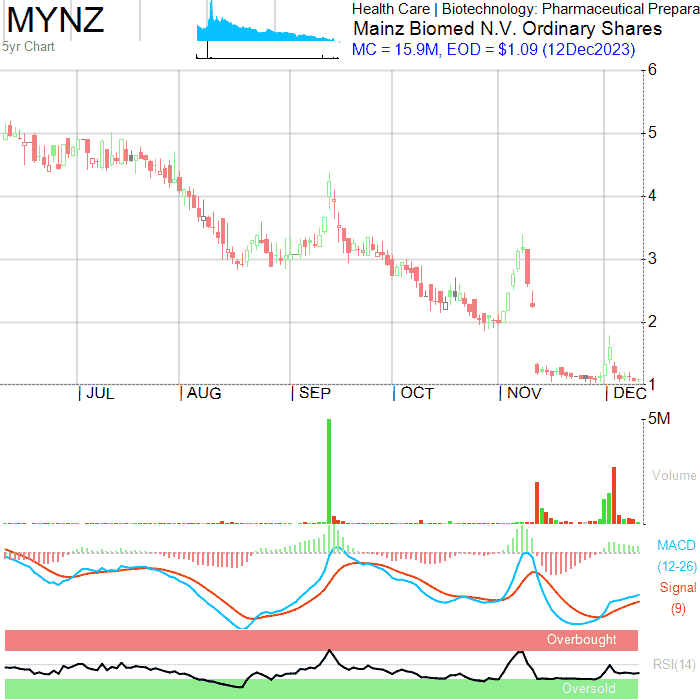 MYNZ
5yr Chart
Health Care | Biotechnology: Pharmaceutical Prepara
Mainz Biomed N.V. Ordinary Shares
MC = 15.9M, EOD = $1.09 (12Dec2023)
6
5
4
3
2
1
| JUL | AUG | SEP | OCT | NOV | DEC
5M
Volume
MACD
(12-26)
Signal
(9)
Overbought
RSI(14)
Oversold